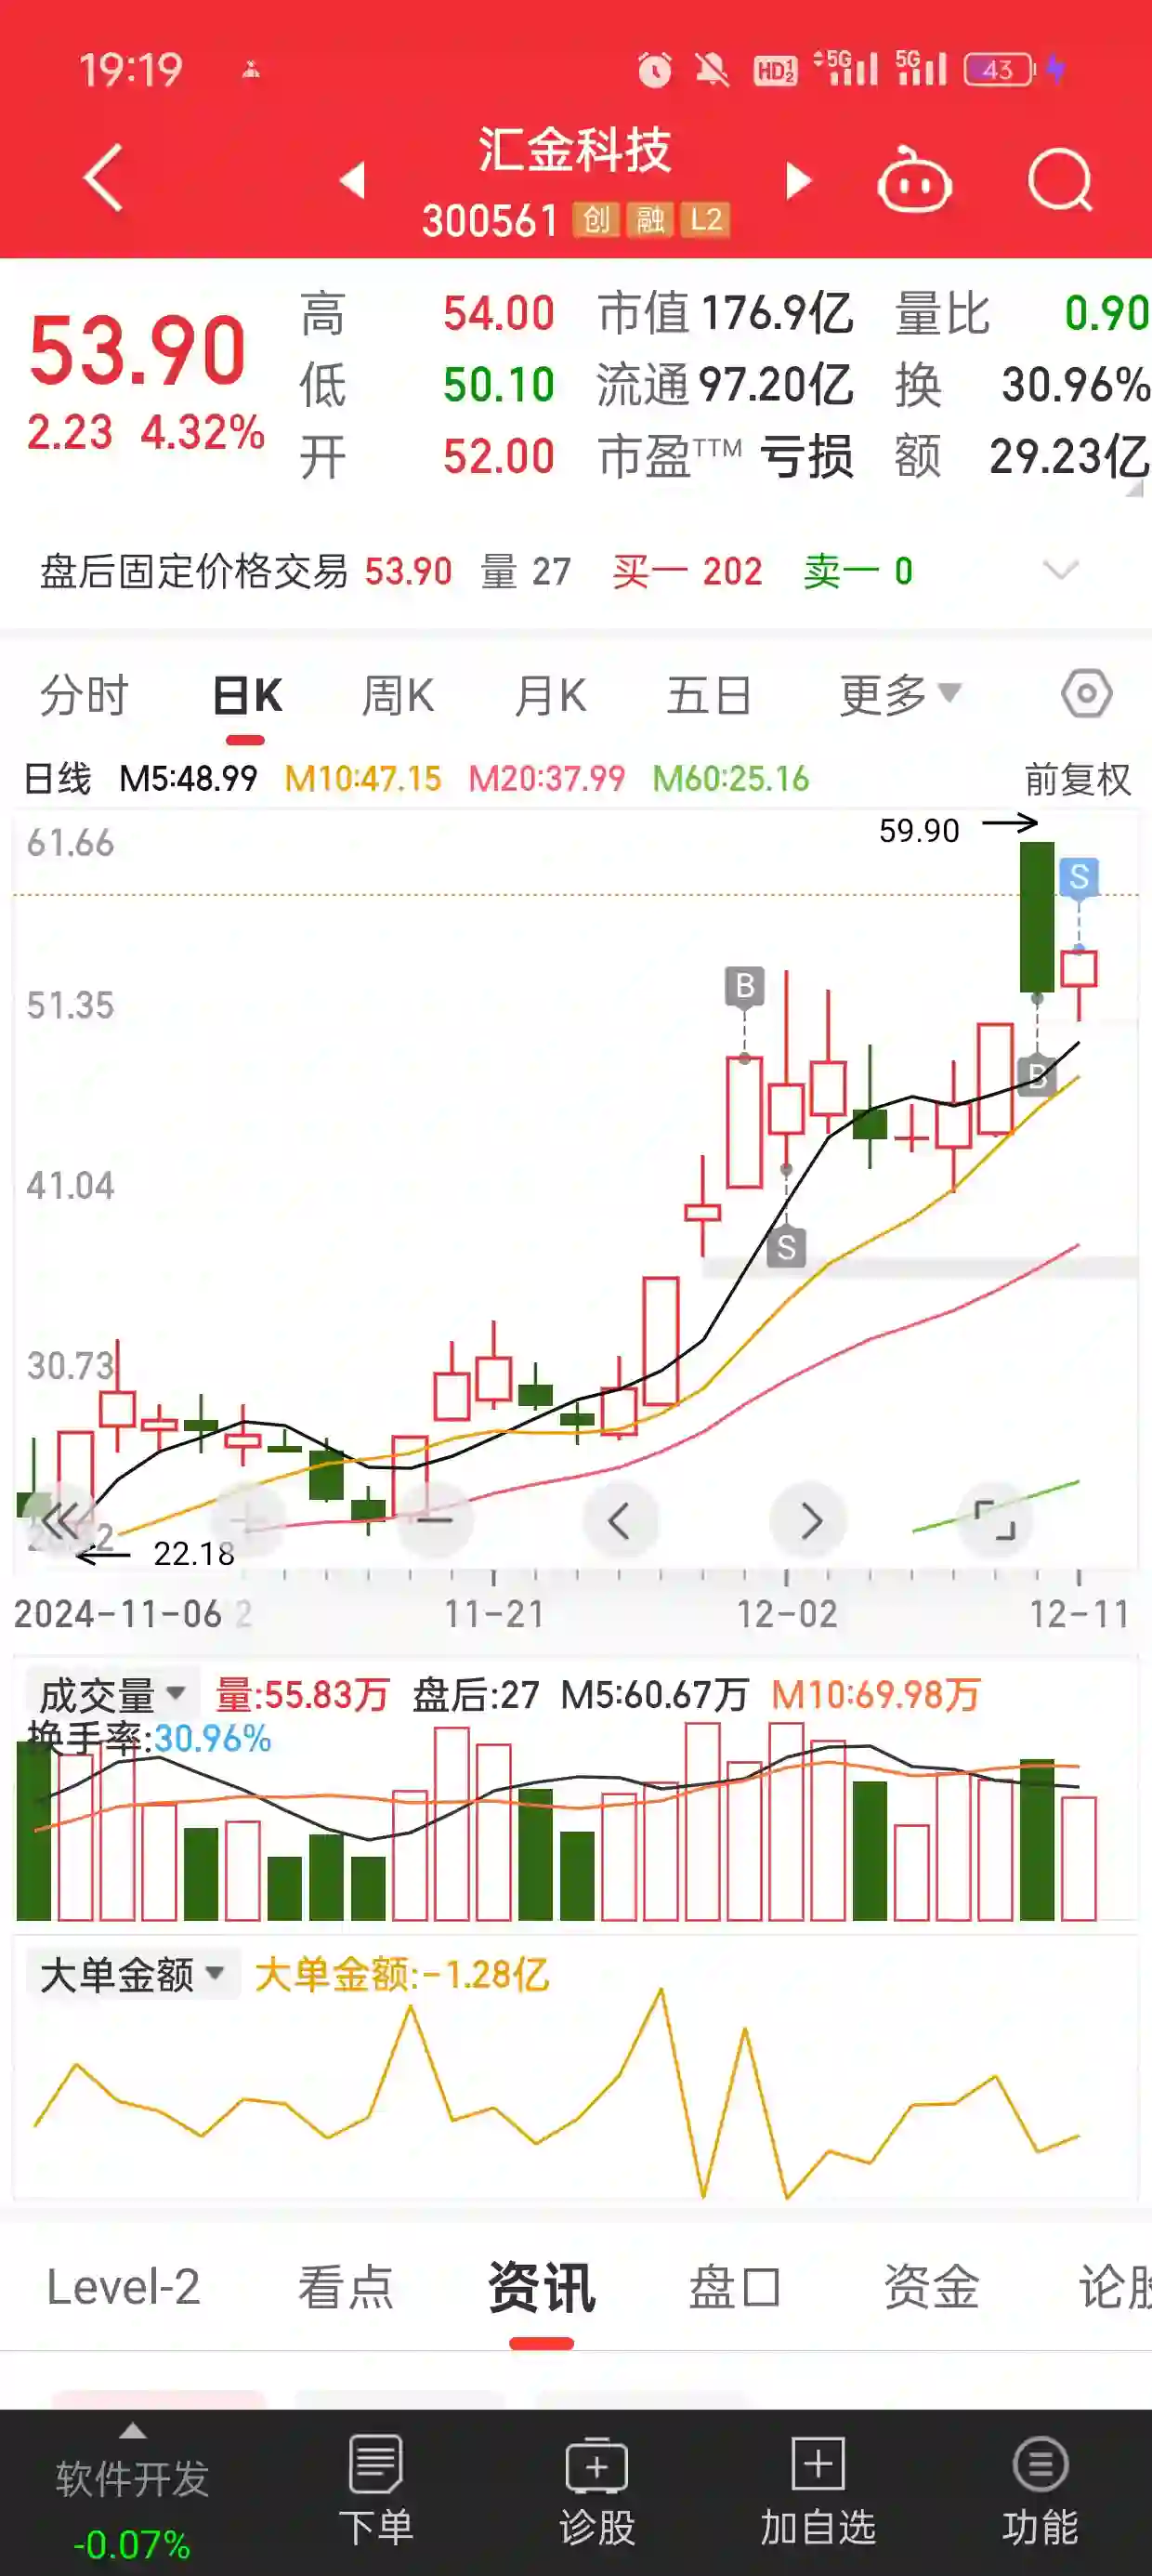 19:19 HD 1 2 5G 5G 43
汇金科技
300561 创 融 L2
53.90
2.23 4.32%
高 54.00 市值 176.9亿 量比 0.90
低 50.10 流通 97.20亿 换 30.96%
开 52.00 市盈TTM 亏损 额 29.23亿
盘后固定价格交易 53.90 量 27 买一 202 卖一 0
分时 日K 周K 月K 五日 更多
日线 M5:48.99 M10:47.15 M20:37.99 M60:25.16 前复权
59.90
61.66
S
B
51.35
B
41.04
S
30.73
22.18
2024-11-06 11-21 12-02 12-11
成交量 量:55.83万 盘后:27 M5:60.67万 M10:69.98万
换手率:30.96%
大单金额 大单金额:-1.28亿
Level-2 看点 资讯 盘口 资金 论股
软件开发 下单 诊股 加自选 功能
-0.07%